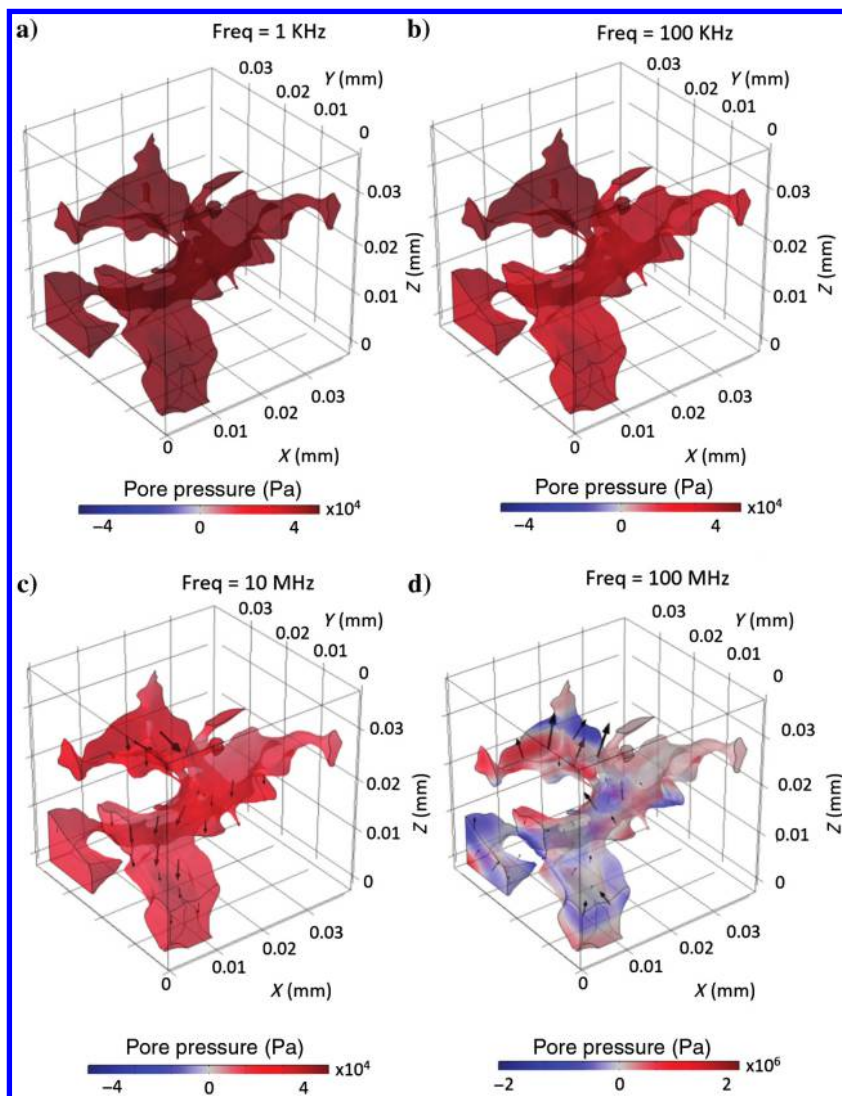 a) Freq = 1 KHz
Y (mm)
0.03
0.02
0.01
0
0.03
0.02
0.01
0
Z (mm)
0.03
0.02
0.01
0
X (mm)
Pore pressure (Pa)
x10⁴
–4 0 4
b) Freq = 100 KHz
Y (mm)
0.03
0.02
0.01
0
0.03
0.02
0.01
0
Z (mm)
0.03
0.02
0.01
0
X (mm)
Pore pressure (Pa)
x10⁴
–4 0 4
c) Freq = 10 MHz
Y (mm)
0.03
0.02
0.01
0
0.03
0.02
0.01
0
Z (mm)
0.03
0.02
0.01
0
X (mm)
Pore pressure (Pa)
x10⁴
–4 0 4
d) Freq = 100 MHz
Y (mm)
0.03
0.02
0.01
0
0.03
0.02
0.01
0
Z (mm)
0.03
0.02
0.01
0
X (mm)
Pore pressure (Pa)
x10⁶
–2 0 2